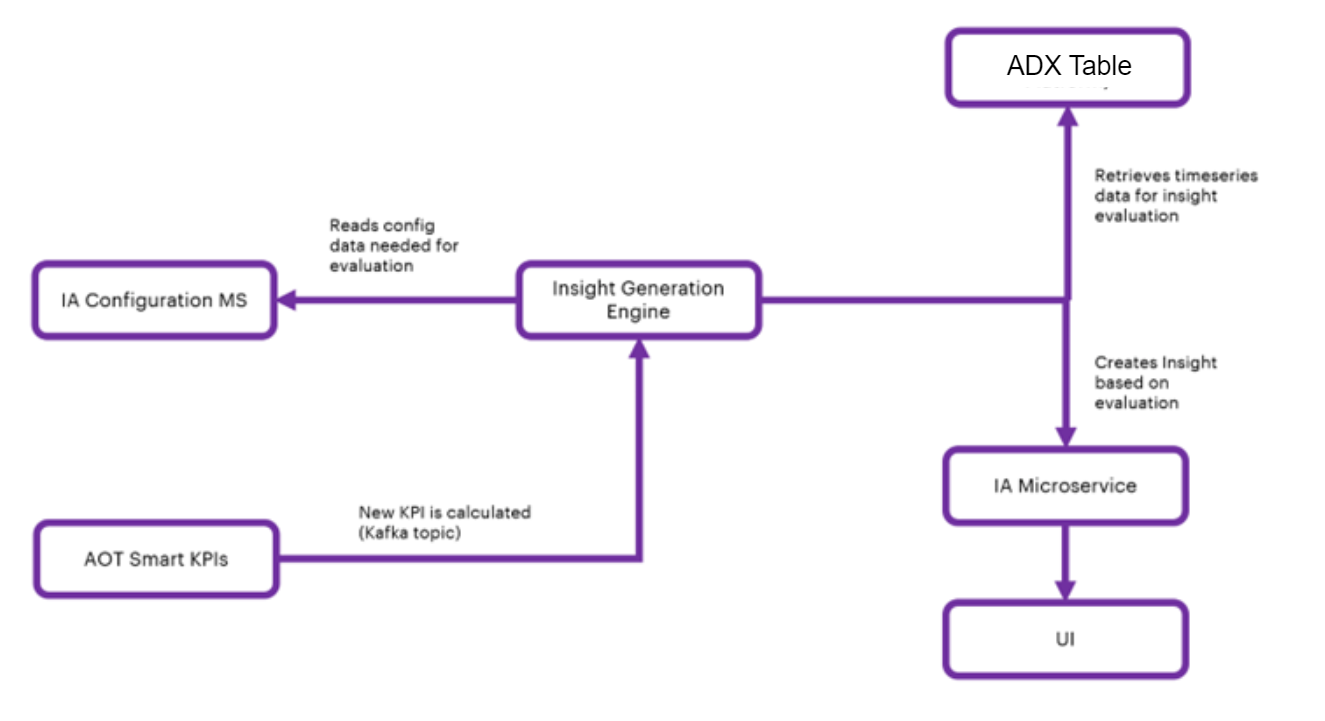 ADX Table
Retrieves timeseries
data for insight
evaluation
Reads config
data needed for
evaluation
IA Configuration MS
Insight Generation
Engine
Creates Insight
based on
evaluation
IA Microservice
New KPI is calculated
(Kafka topic)
AOT Smart KPIs
UI